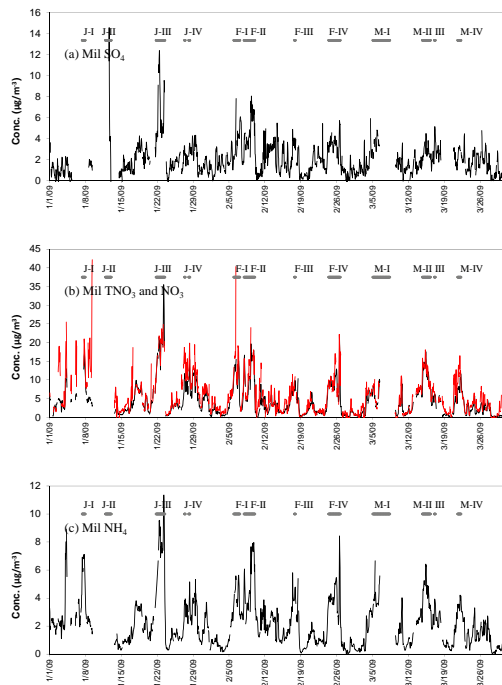 16
14
12
10
8
6
4
2
0
Conc. (µg/m³)
J-I J-II J-III J-IV F-I F-II F-III F-IV M-I M-II III M-IV
(a) Mil SO₄
1/1/09 1/8/09 1/15/09 1/22/09 1/29/09 2/5/09 2/12/09 2/19/09 2/26/09 3/5/09 3/12/09 3/19/09 3/26/09
45
40
35
30
25
20
15
10
5
0
Conc. (µg/m³)
J-I J-II J-III J-IV F-I F-II F-III F-IV M-I M-II III M-IV
(b) Mil TNO₃ and NO₃
1/1/09 1/8/09 1/15/09 1/22/09 1/29/09 2/5/09 2/12/09 2/19/09 2/26/09 3/5/09 3/12/09 3/19/09 3/26/09
12
10
8
6
4
2
0
Conc. (µg/m³)
J-I J-II J-III J-IV F-I F-II F-III F-IV M-I M-II III M-IV
(c) Mil NH₄
1/1/09 1/8/09 1/15/09 1/22/09 1/29/09 2/5/09 2/12/09 2/19/09 2/26/09 3/5/09 3/12/09 3/19/09 3/26/09